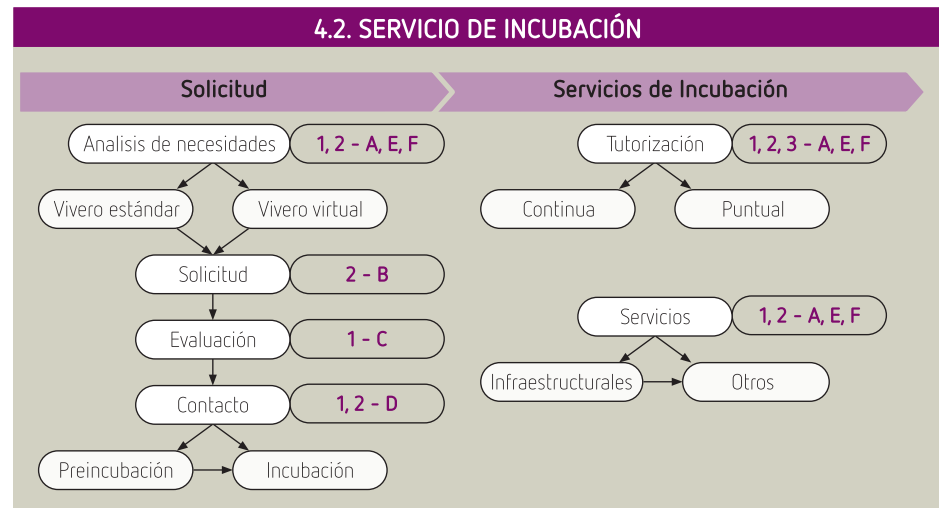 4.2. SERVICIO DE INCUBACIÓN
Solicitud
Analisis de necesidades
1, 2 - A, E, F
Vivero estándar
Vivero virtual
Solicitud
2 - B
Evaluación
1 - C
Contacto
1, 2 - D
Preincubación
Incubación
Servicios de Incubación
Tutorización
1, 2, 3 - A, E, F
Continua
Puntual
Servicios
1, 2 - A, E, F
Infraestructurales
Otros